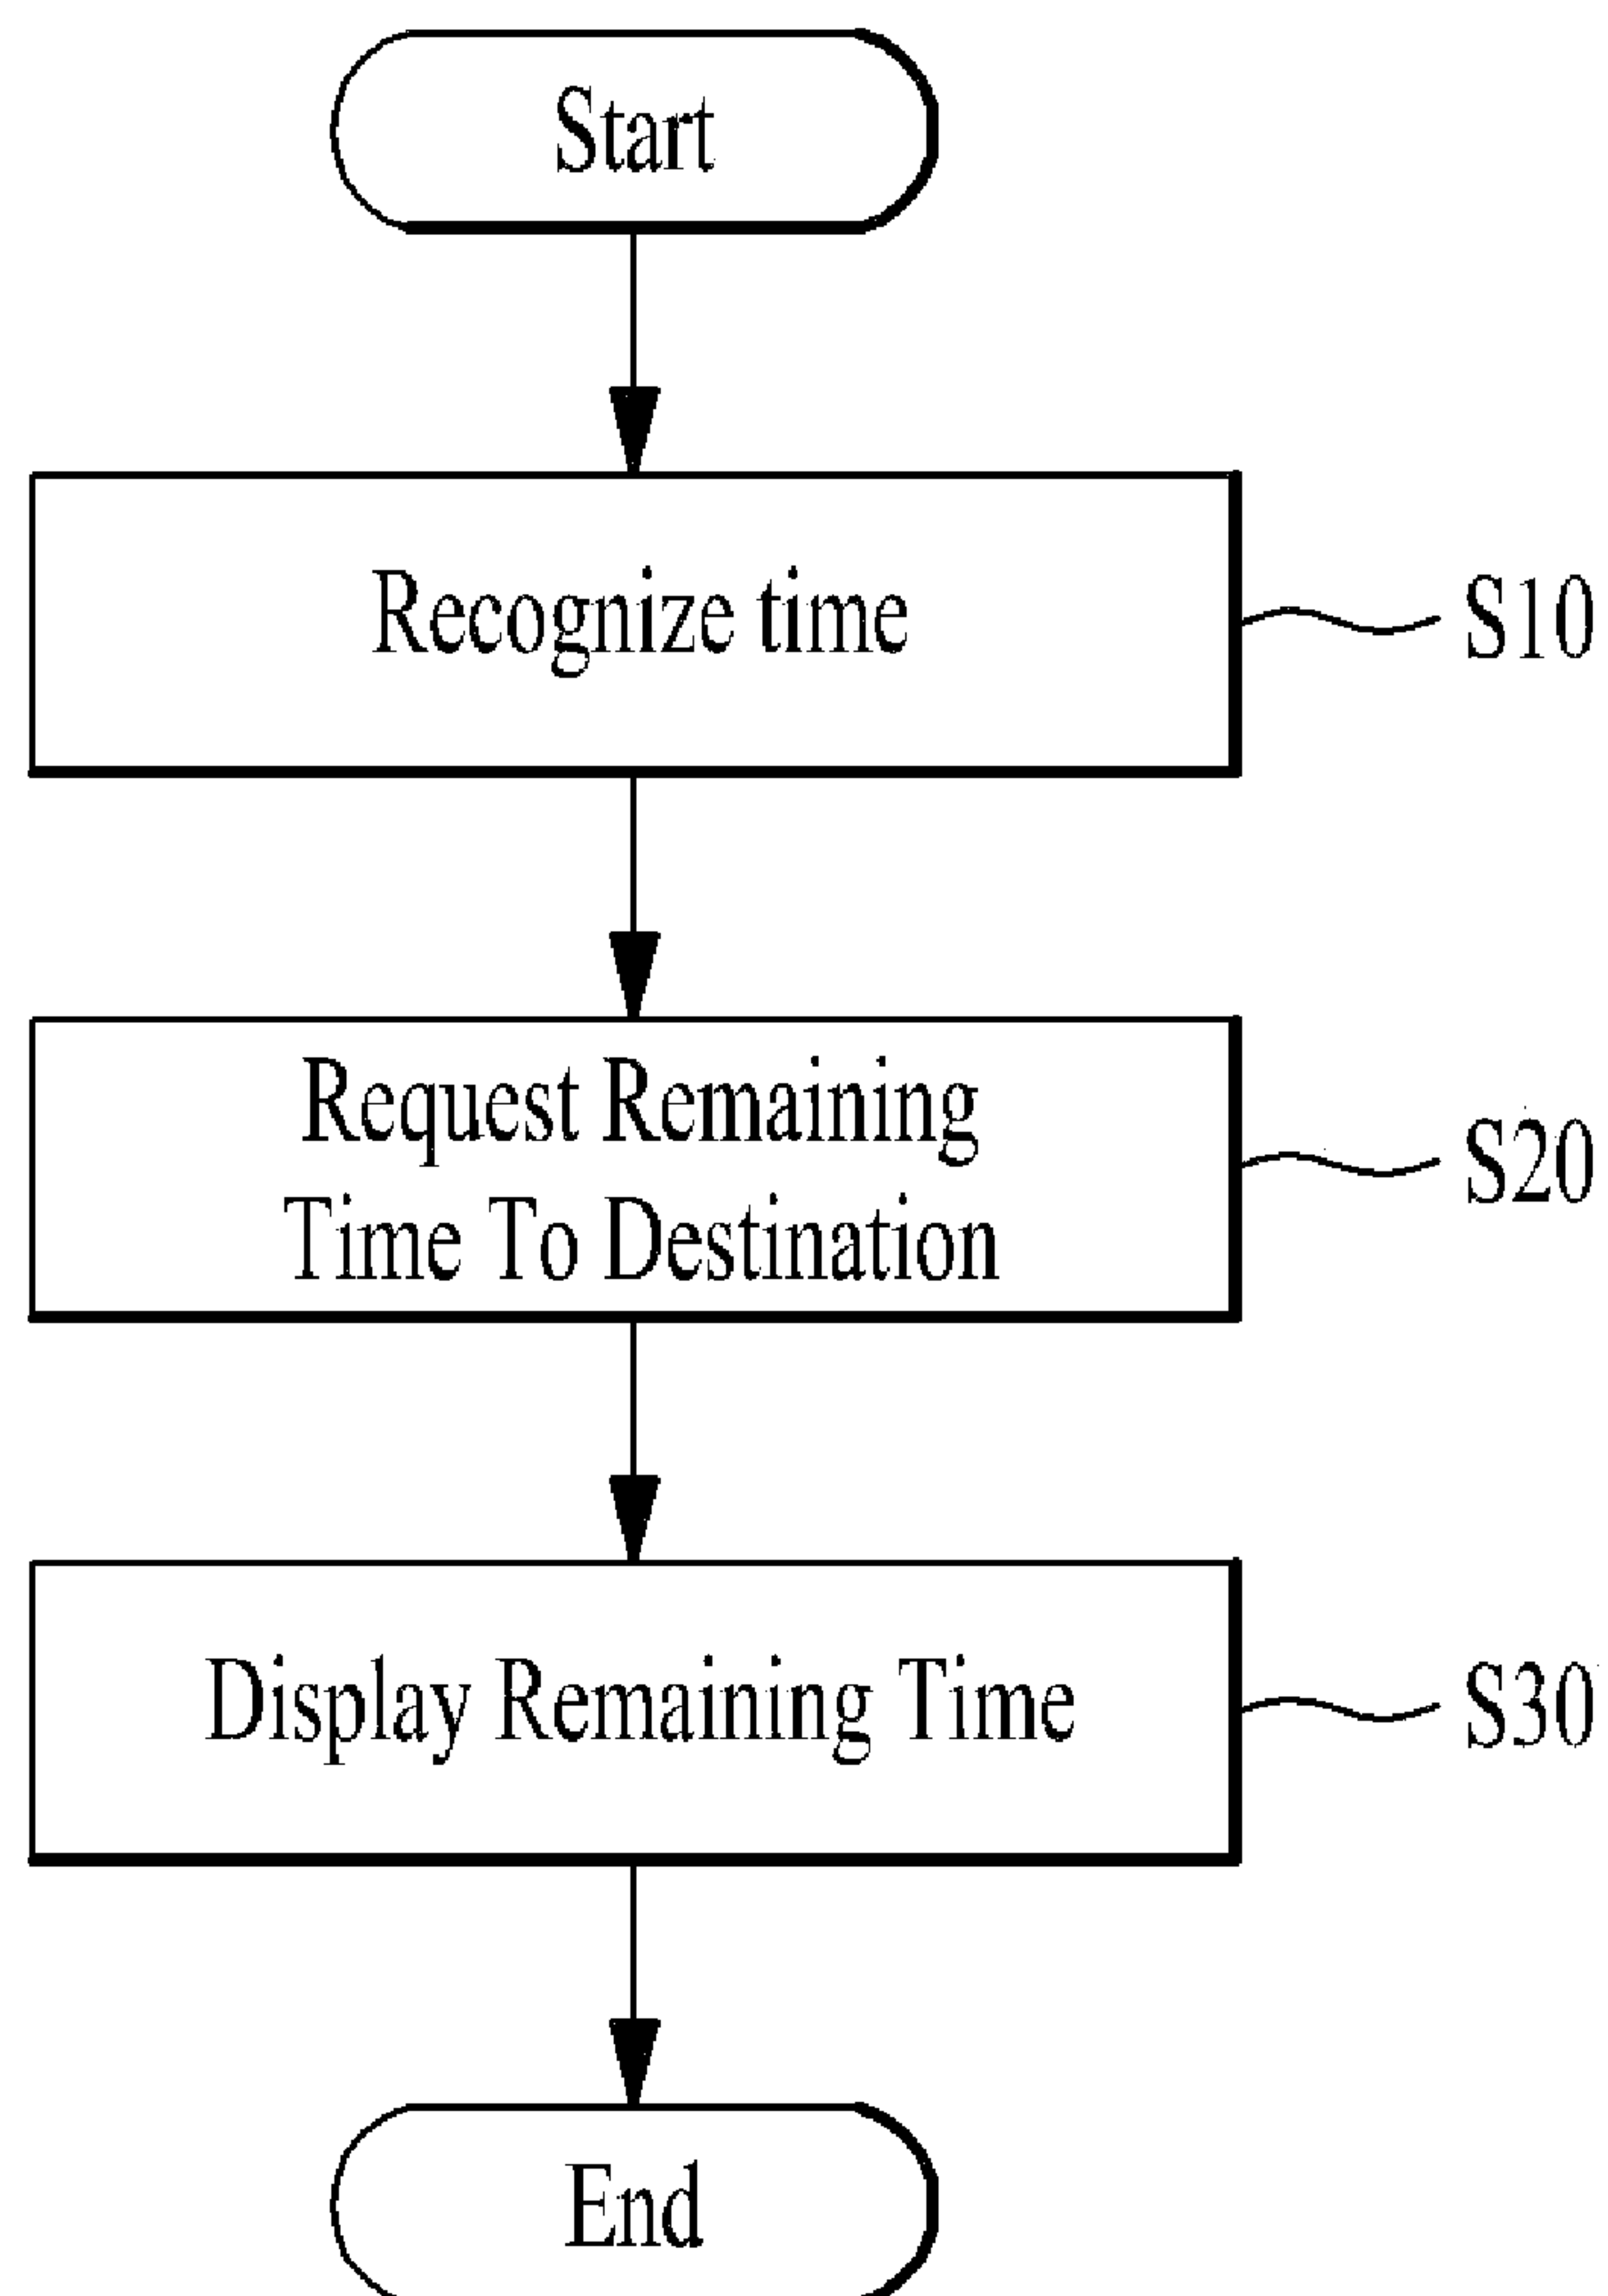 Start
Recognize time
S10
Request Remaining
Time To Destination
S20
Display Remaining Time
S30
End